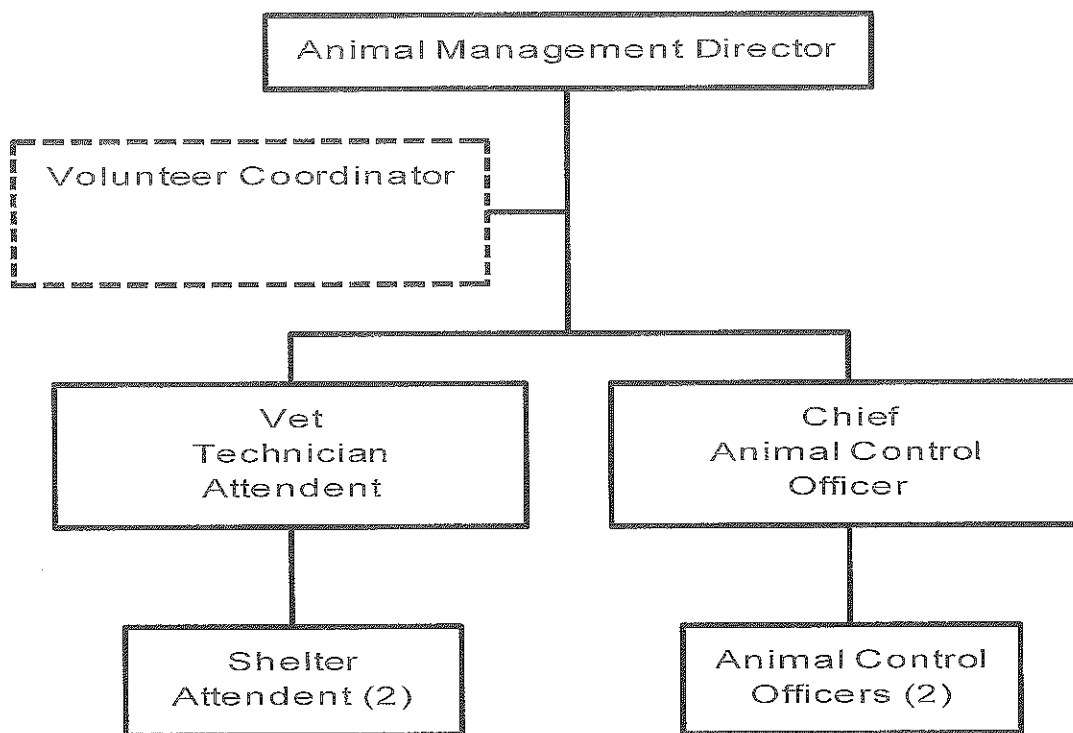 Animal Management Director
Volunteer Coordinator
Vet
Technician
Attendent
Chief
Animal Control
Officer
Shelter
Attendent (2)
Animal Control
Officers (2)